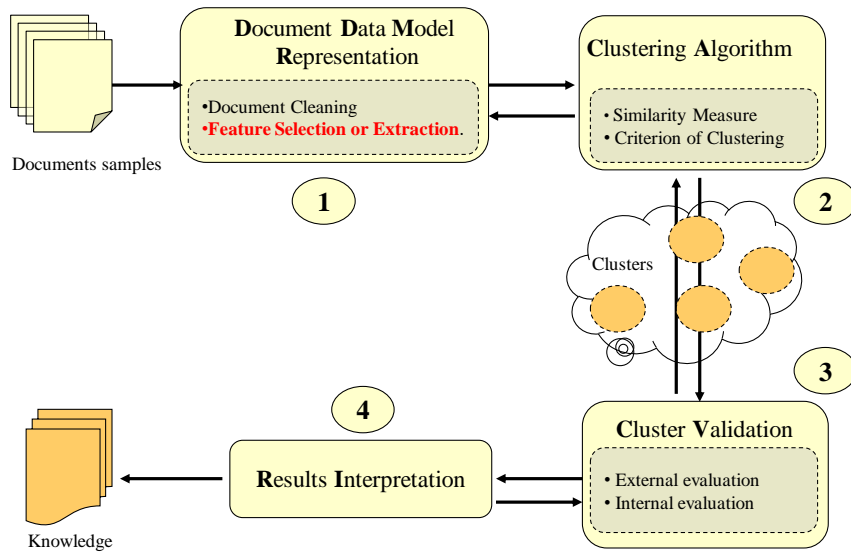 Document Data Model
Representation
•Document Cleaning
•Feature Selection or Extraction.
Documents samples
1
Clustering Algorithm
• Similarity Measure
• Criterion of Clustering
2
Clusters
3
Cluster Validation
• External evaluation
• Internal evaluation
4
Results Interpretation
Knowledge